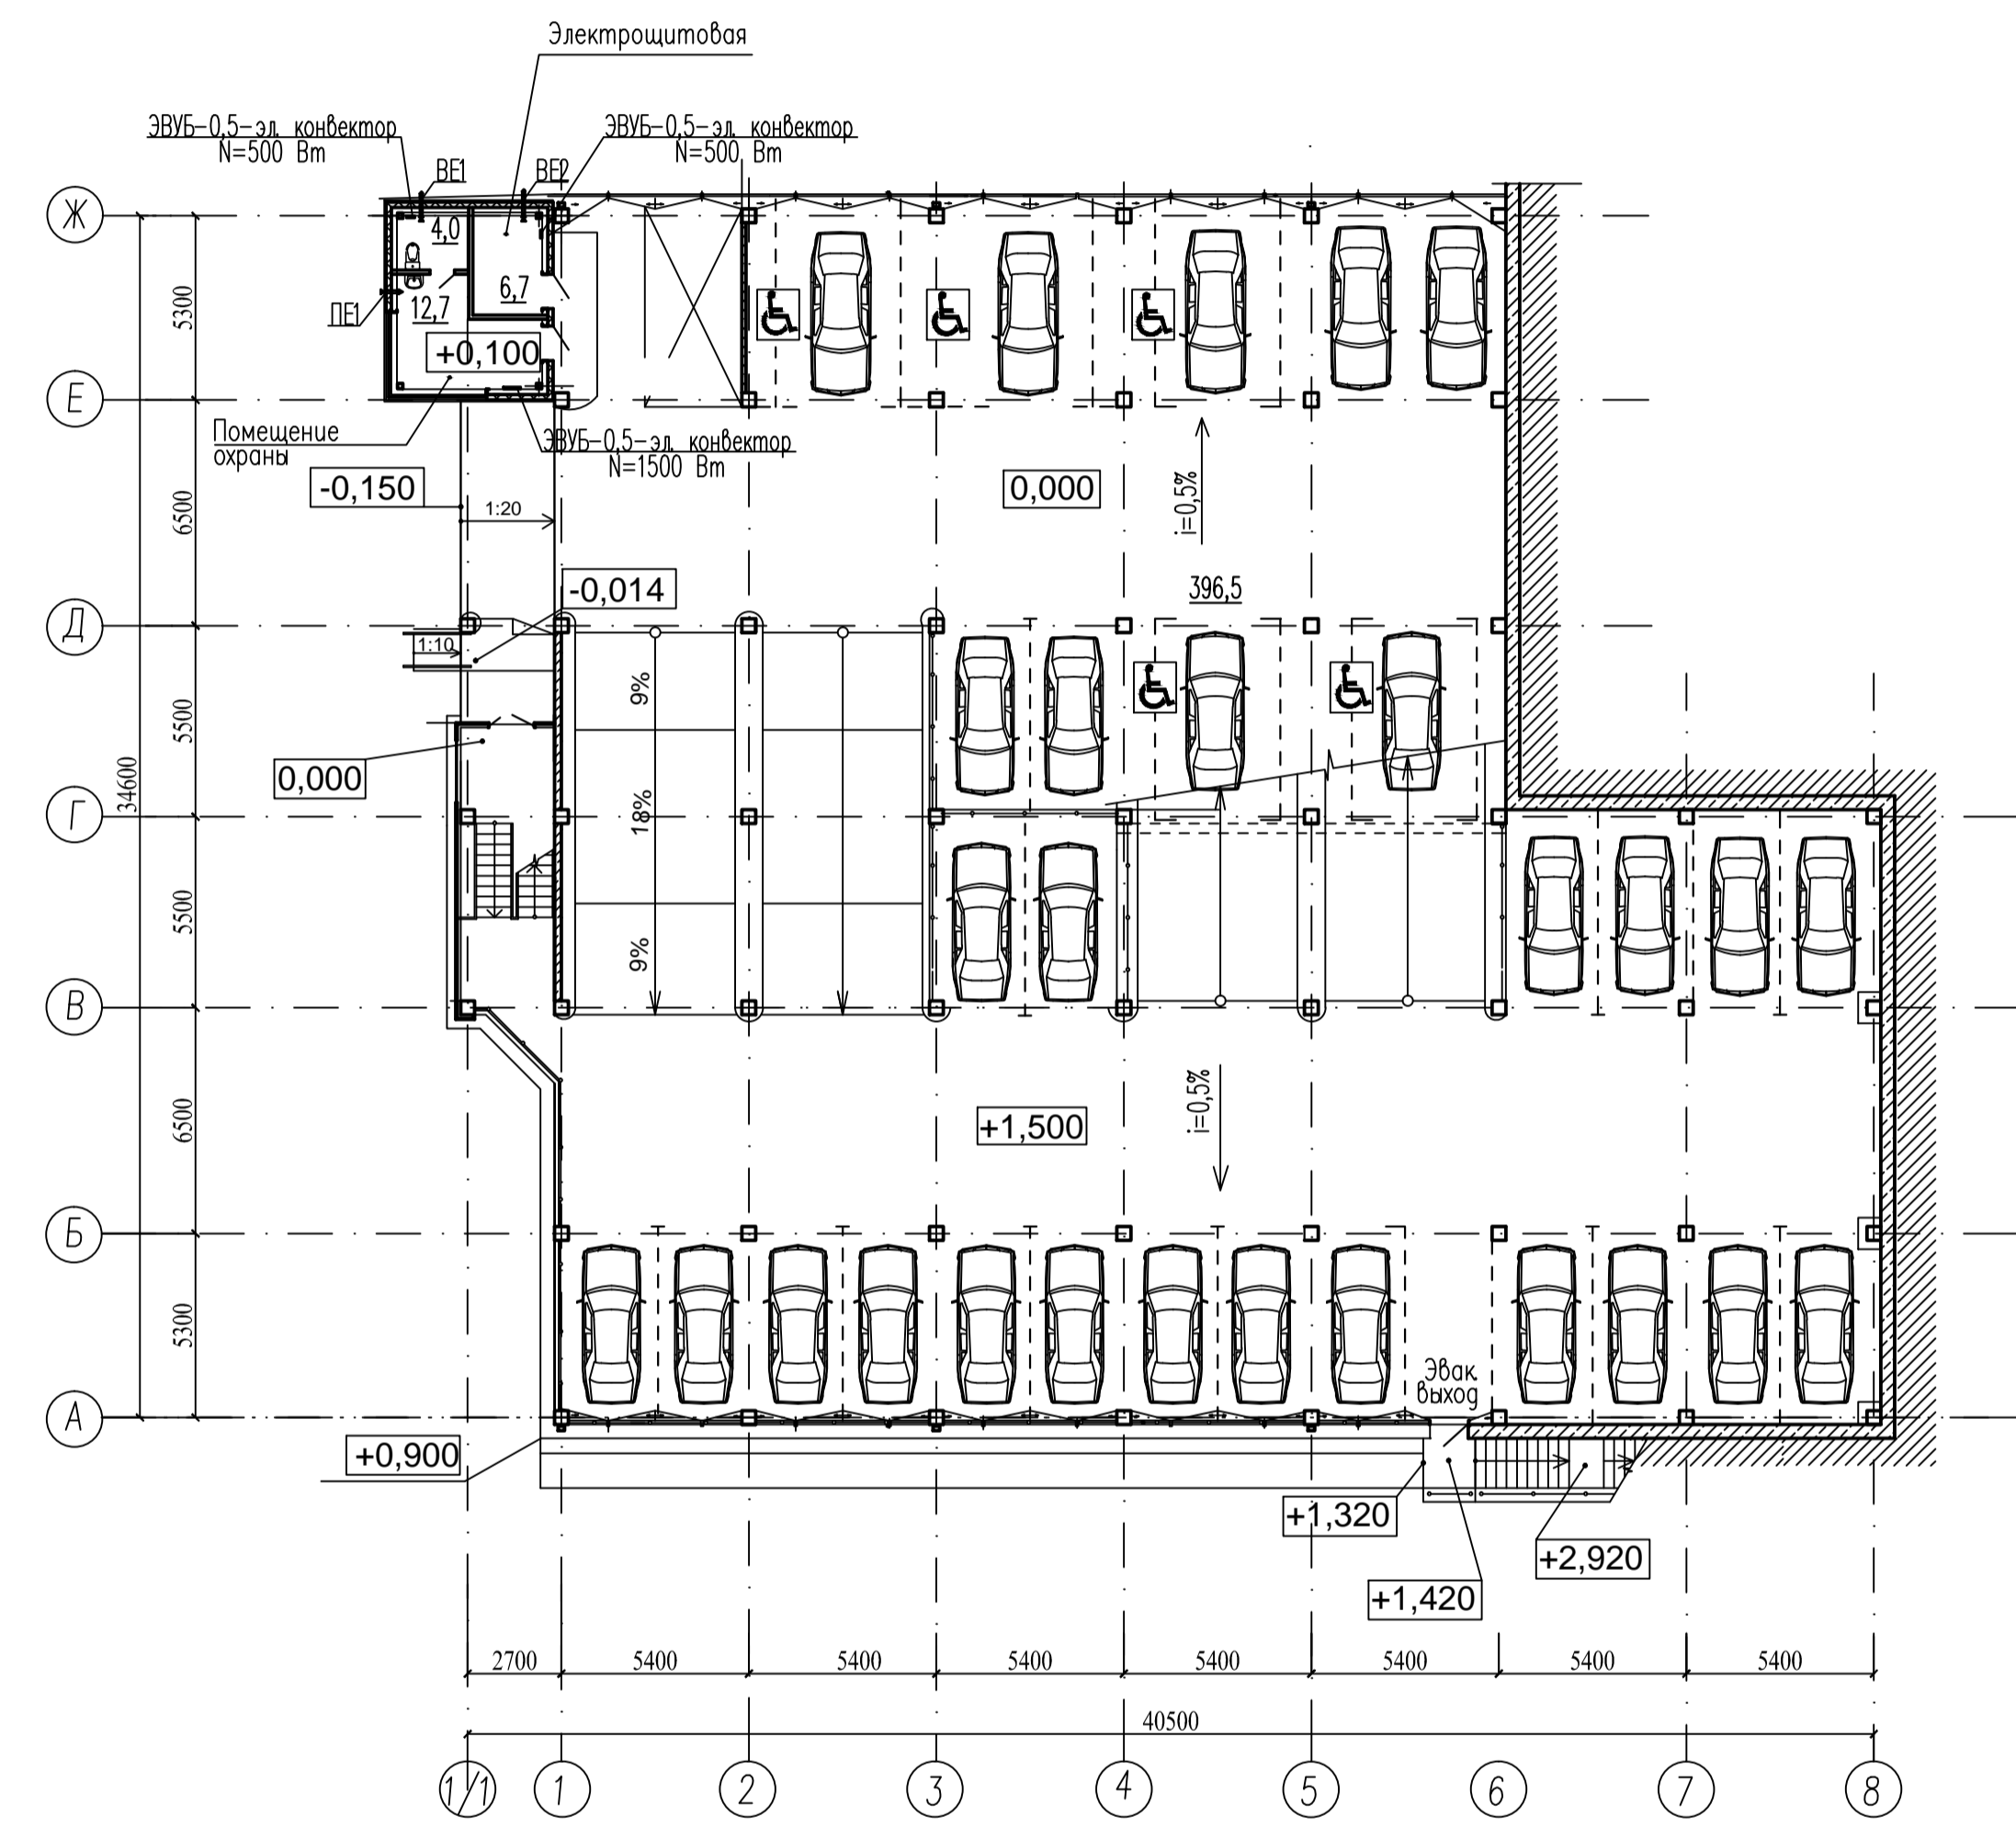 Электрощитовая
ЭВУБ-0,5-эл. конвектор
N=500 Вт
ЭВУБ-0,5-эл. конвектор
N=500 Вт
ВЕ1
ВЕ2
Ж
4,0
6,7
12,7
ПЕ1
+0,100
5300
Е
Помещение
охраны
ЭВУБ-0,5-эл. конвектор
N=1500 Вт
-0,150
1:20
0,000
i=0,5%
6500
-0,014
396,5
Д
1:10
9%
5500
34600
0,000
18%
Г
5500
9%
В
6500
+1,500
i=0,5%
Б
5300
Эвак.
выход
А
+0,900
+1,320
+2,920
+1,420
2700
5400
5400
5400
5400
5400
5400
5400
40500
1/1
1
2
3
4
5
6
7
8